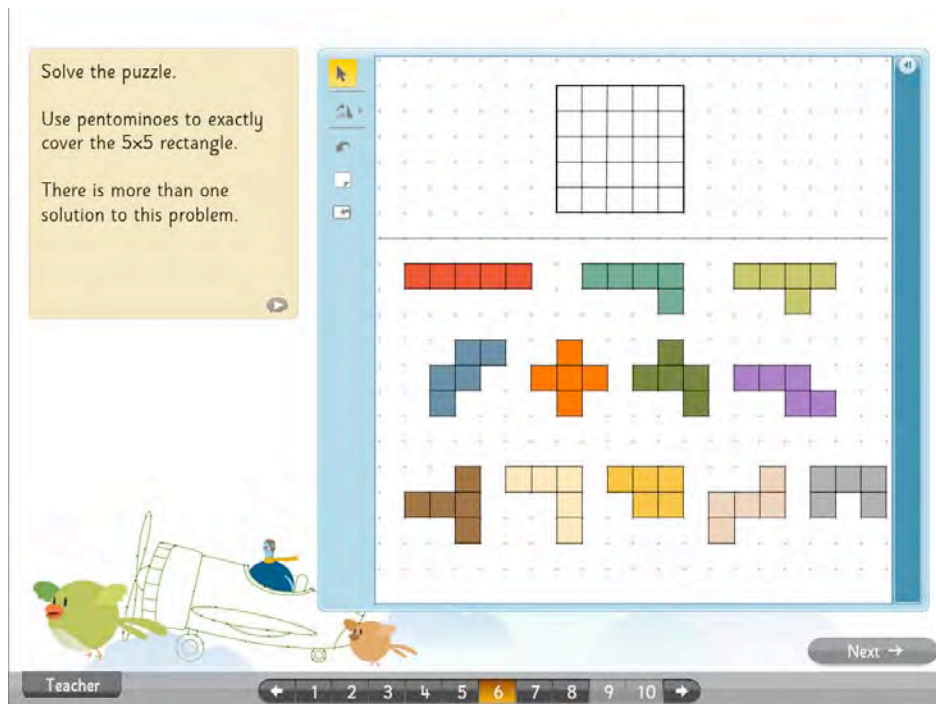 Solve the puzzle.
Use pentominoes to exactly
cover the 5x5 rectangle.
There is more than one
solution to this problem.
Next →
Teacher
← 1 2 3 4 5 6 7 8 9 10 →